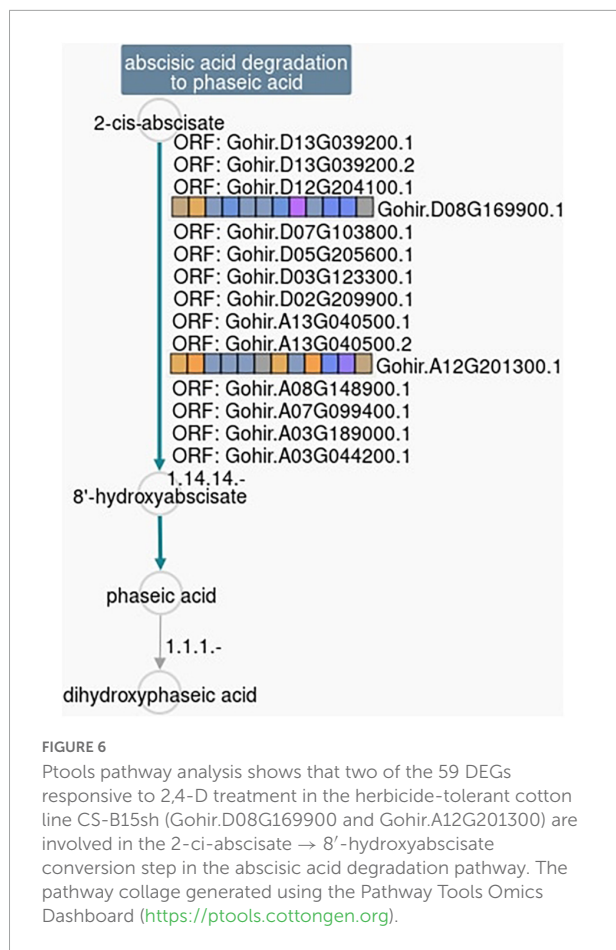 abscisic acid degradation
to phaseic acid
2-cis-abscisate
ORF: Gohir.D13G039200.1
ORF: Gohir.D13G039200.2
ORF: Gohir.D12G204100.1
Gohir.D08G169900.1
ORF: Gohir.D07G103800.1
ORF: Gohir.D05G205600.1
ORF: Gohir.D03G123300.1
ORF: Gohir.D02G209900.1
ORF: Gohir.A13G040500.1
ORF: Gohir.A13G040500.2
Gohir.A12G201300.1
ORF: Gohir.A08G148900.1
ORF: Gohir.A07G099400.1
ORF: Gohir.A03G189000.1
ORF: Gohir.A03G044200.1
1.14.14.-
8'-hydroxyabscisate
phaseic acid
1.1.1.-
dihydroxyphaseic acid
FIGURE 6
Ptools pathway analysis shows that two of the 59 DEGs
responsive to 2,4-D treatment in the herbicide-tolerant cotton
line CS-B15sh (Gohir.D08G169900 and Gohir.A12G201300) are
involved in the 2-ci-abscisate → 8′-hydroxyabscisate
conversion step in the abscisic acid degradation pathway. The
pathway collage generated using the Pathway Tools Omics
Dashboard (https://ptools.cottongen.org).